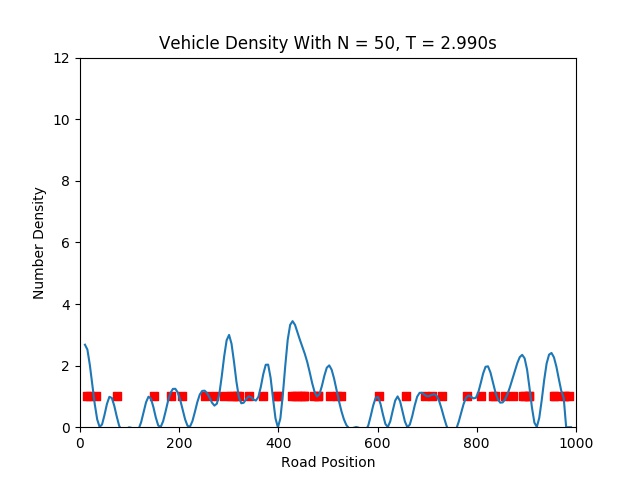 Vehicle Density With N = 50, T = 2.990s
12
10
8
6
4
2
0
Number Density
0 200 400 600 800 1000
Road Position